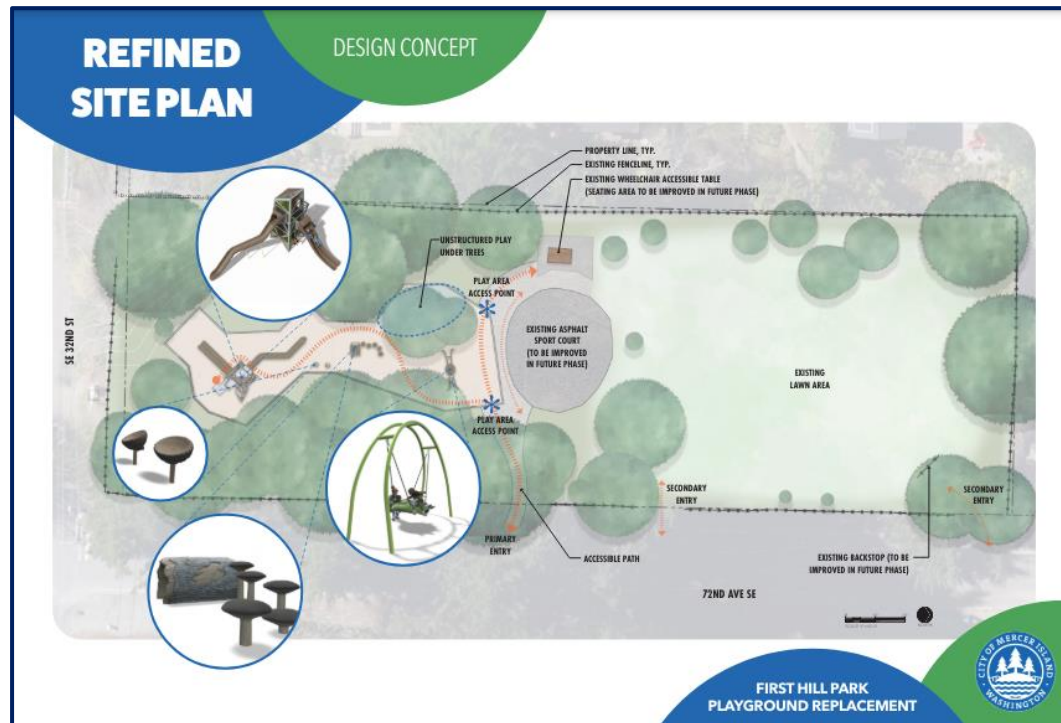 REFINED
SITE PLAN
DESIGN CONCEPT
PROPERTY LINE, TYP.
EXISTING FENCELINE, TYP.
EXISTING WHEELCHAIR ACCESSIBLE TABLE
(SEATING AREA TO BE IMPROVED IN FUTURE PHASE)
UNSTRUCTURED PLAY
UNDER TREES
PLAY AREA
ACCESS POINT
SE 32ND ST
EXISTING ASPHALT
SPORT COURT
(TO BE IMPROVED
IN FUTURE PHASE)
EXISTING
LAWN AREA
PLAY AREA
ACCESS POINT
SECONDARY
ENTRY
SECONDARY
ENTRY
PRIMARY
ENTRY
ACCESSIBLE PATH
EXISTING BACKSTOP (TO BE
IMPROVED IN FUTURE PHASE)
72ND AVE SE
FIRST HILL PARK
PLAYGROUND REPLACEMENT
CITY OF MERCER ISLAND
WASHINGTON